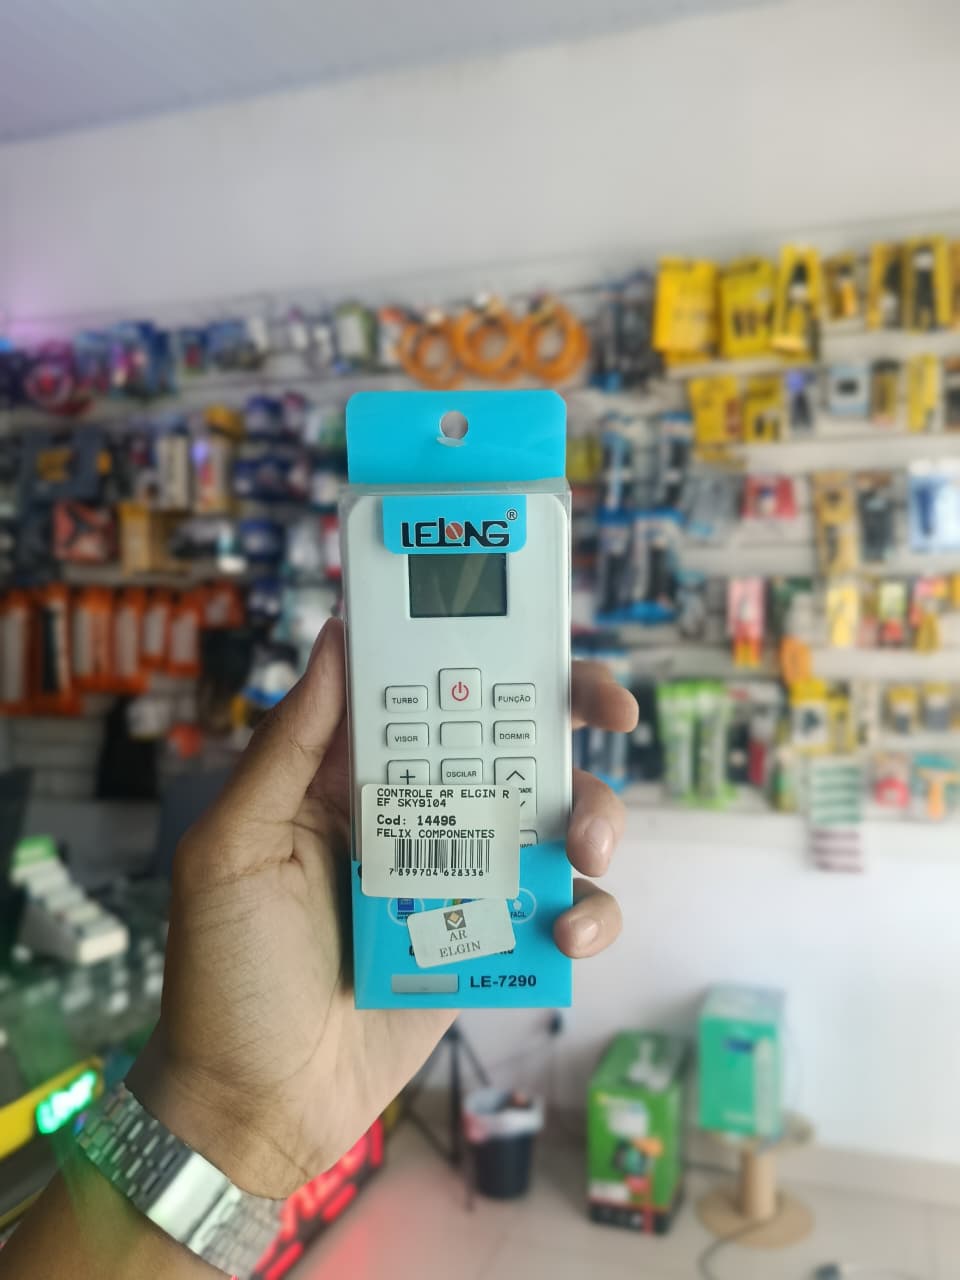 LELONG®
TURBO
FUNÇÃO
VISOR
DORMIR
+
OSCILAR
CONTROLE AR ELGIN R
EF SKY9104
Cod: 14496
FELIX COMPONENTES
7899704628336
FÁCIL
AR
ELGIN
LE-7290